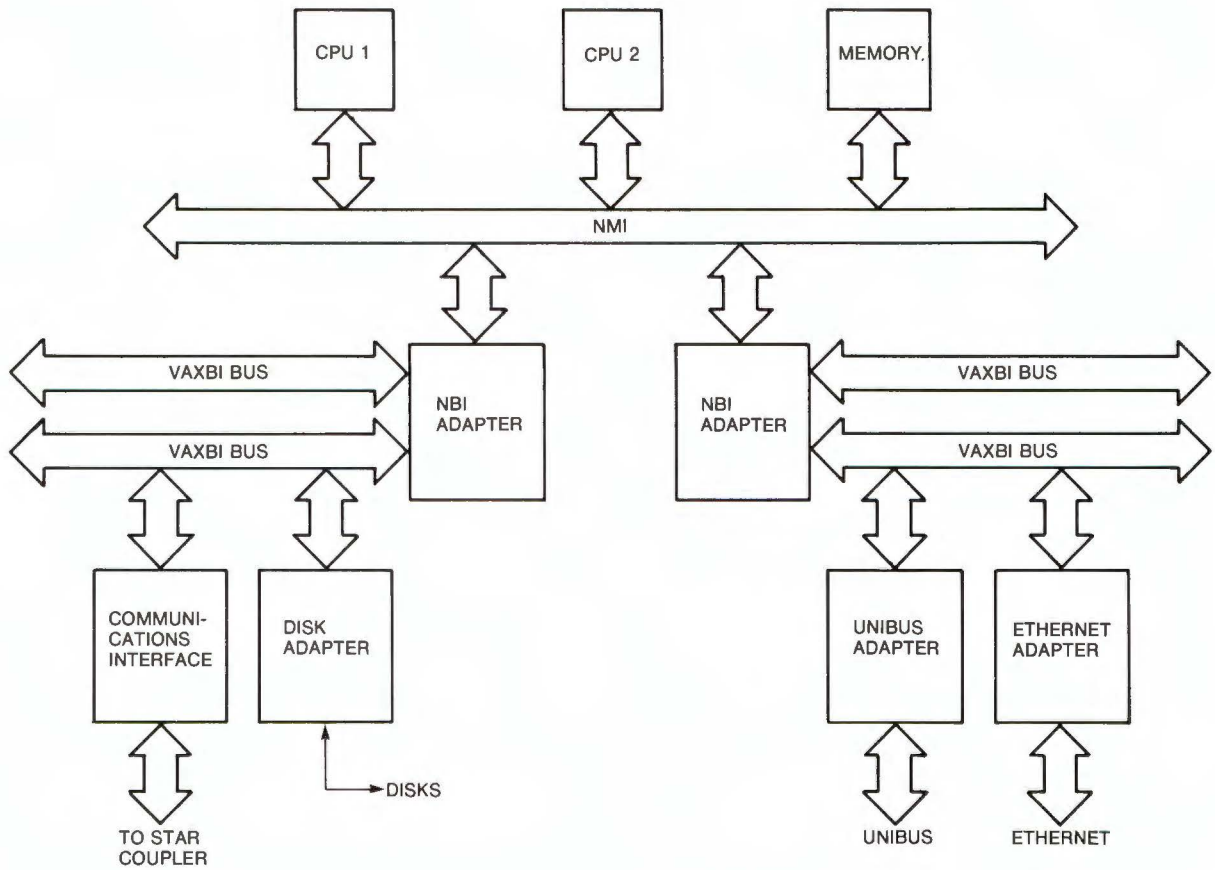 CPU 1
CPU 2
MEMORY.
NMI
VAXBI BUS
VAXBI BUS
NBI
ADAPTER
NBI
ADAPTER
VAXBI BUS
VAXBI BUS
COMMUNI-
CATIONS
INTERFACE
DISK
ADAPTER
UNIBUS
ADAPTER
ETHERNET
ADAPTER
DISKS
TO STAR
COUPLER
UNIBUS
ETHERNET